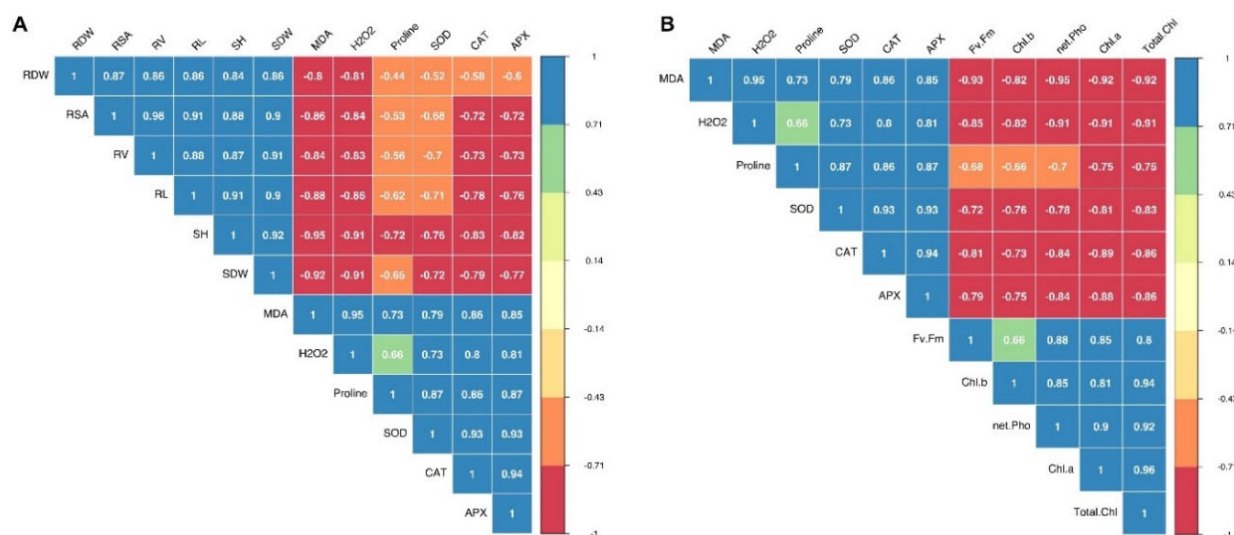 A
RDW RSA RV RL SH SDW MDA H2O2 Proline SOD CAT APX
RDW 1 0.87 0.86 0.86 0.84 0.86 -0.8 -0.81 -0.44 -0.52 -0.58 -0.6
RSA 1 0.96 0.91 0.88 0.9 -0.86 -0.84 -0.53 -0.68 -0.72 -0.72
RV 1 0.88 0.87 0.91 -0.84 -0.83 -0.56 -0.7 -0.73 -0.73
RL 1 0.91 0.9 -0.88 -0.86 -0.62 -0.71 -0.78 -0.76
SH 1 0.92 -0.95 -0.91 -0.72 -0.76 -0.83 -0.82
SDW 1 -0.92 -0.91 -0.65 -0.72 -0.79 -0.77
MDA 1 0.95 0.73 0.79 0.86 0.85
H2O2 1 0.66 0.73 0.8 0.81
Proline 1 0.87 0.86 0.87
SOD 1 0.93 0.93
CAT 1 0.94
APX 1
1
0.71
0.43
0.14
-0.14
-0.43
-0.71
-1
B
MDA H2O2 Proline SOD CAT APX Fv.Fm Chl.b net.Pho Chl.a Total.Chl
MDA 1 0.95 0.73 0.79 0.86 0.85 -0.93 -0.82 -0.95 -0.92 -0.92
H2O2 1 0.66 0.73 0.8 0.81 -0.85 -0.82 -0.91 -0.91 -0.91
Proline 1 0.87 0.86 0.87 -0.68 -0.66 -0.7 -0.75 -0.75
SOD 1 0.93 0.93 -0.72 -0.76 -0.78 -0.81 -0.83
CAT 1 0.94 -0.81 -0.73 -0.84 -0.89 -0.86
APX 1 -0.79 -0.75 -0.84 -0.88 -0.86
Fv.Fm 1 0.66 0.88 0.85 0.8
Chl.b 1 0.85 0.81 0.94
net.Pho 1 0.9 0.92
Chl.a 1 0.96
Total.Chl 1
1
0.71
0.43
0.14
-0.14
-0.43
-0.71
-1